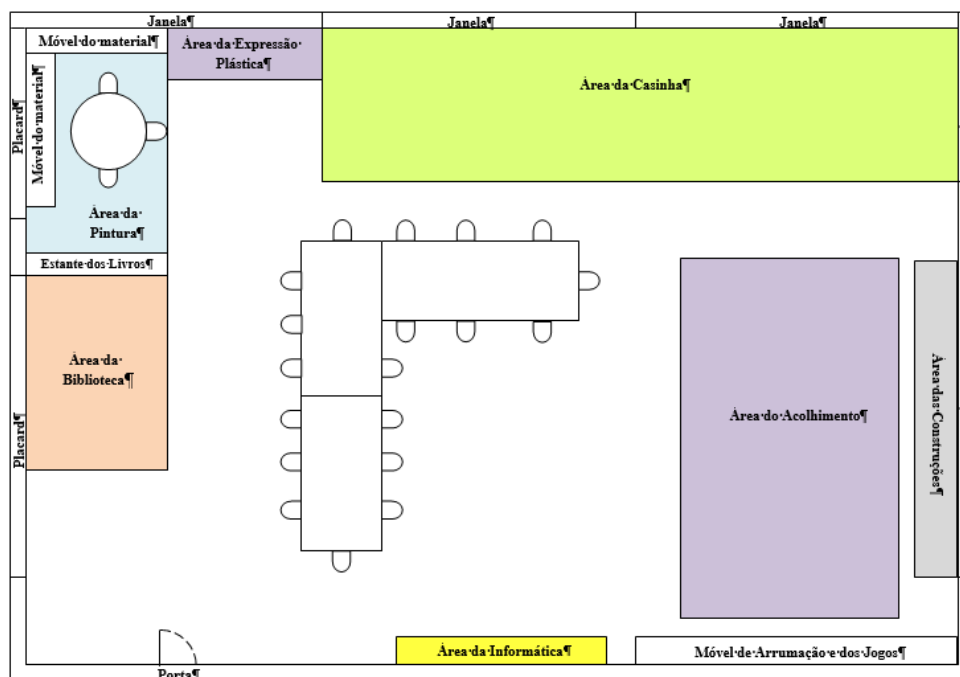 Janela¶
Janela¶
Janela¶
Móvel·do·material¶
Área·da·Expressão·
Plástica¶
Área·da·Casinha¶
Placard¶
Móvel·do·material¶
Área·da·
Pintura¶
Estante·dos·Livros¶
Área·da·
Biblioteca¶
Placard¶
Área·do·Acolhimento¶
Área·das·Construções¶
Área·da·Informática¶
Móvel·de·Arrumação·e·dos·Jogos¶
Porta¶